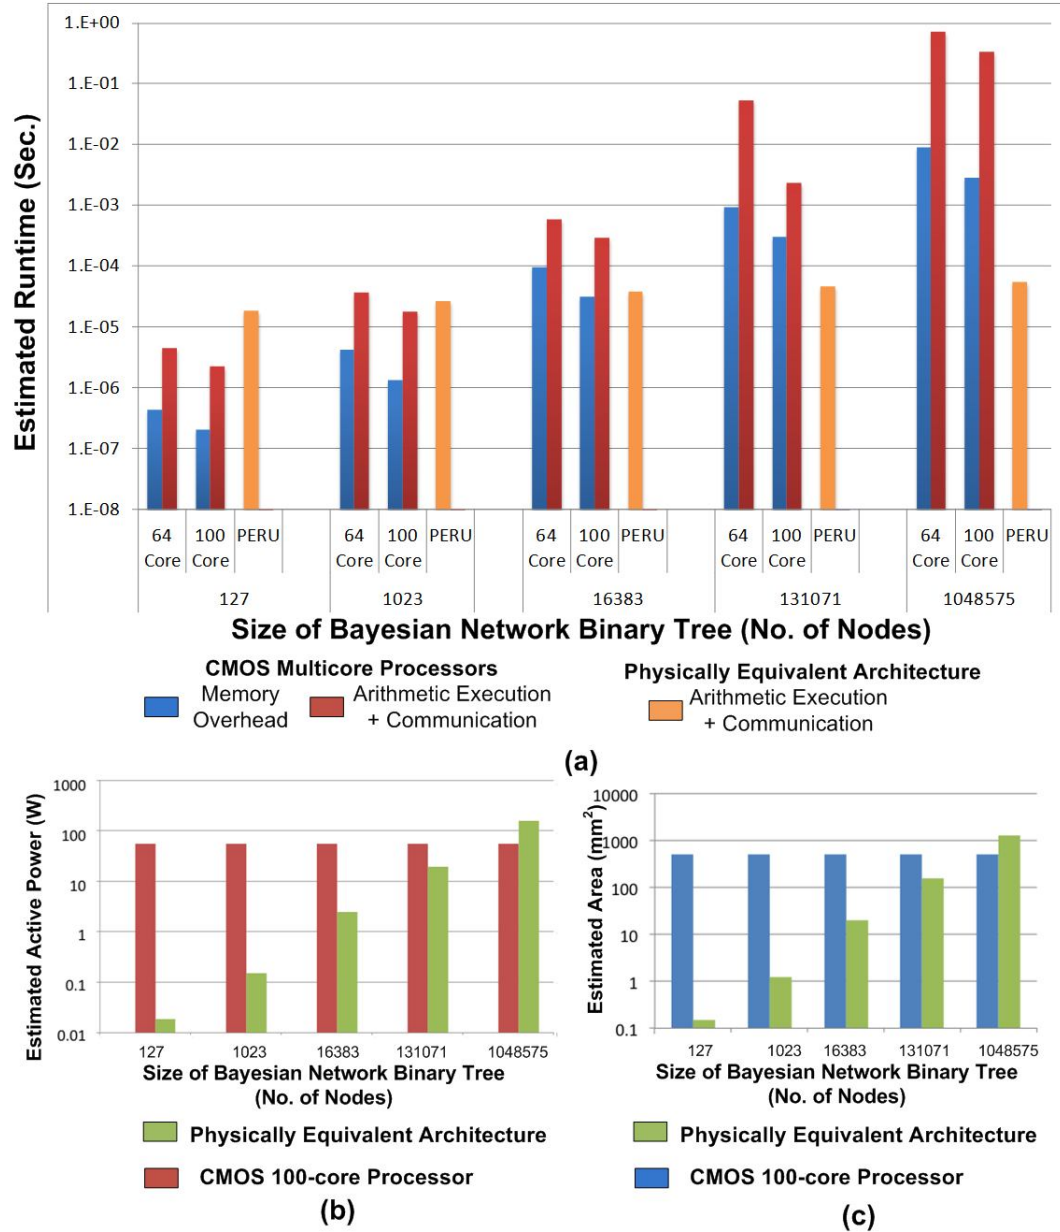 1.E+00
1.E-01
1.E-02
1.E-03
1.E-04
1.E-05
1.E-06
1.E-07
1.E-08
Estimated Runtime (Sec.)
64 100 PERU 64 100 PERU 64 100 PERU 64 100 PERU 64 100 PERU
Core Core Core Core Core Core Core Core Core Core
127 1023 16383 131071 1048575
Size of Bayesian Network Binary Tree (No. of Nodes)
CMOS Multicore Processors
Memory
Overhead
Arithmetic Execution
+ Communication
Physically Equivalent Architecture
Arithmetic Execution
+ Communication
(a)
1000
100
10
1
0.1
0.01
Estimated Active Power (W)
127 1023 16383 131071 1048575
Size of Bayesian Network Binary Tree
(No. of Nodes)
Physically Equivalent Architecture
CMOS 100-core Processor
(b)
10000
1000
100
10
1
0.1
Estimated Area (mm²)
127 1023 16383 131071 1048575
Size of Bayesian Network Binary Tree
(No. of Nodes)
Physically Equivalent Architecture
CMOS 100-core Processor
(c)